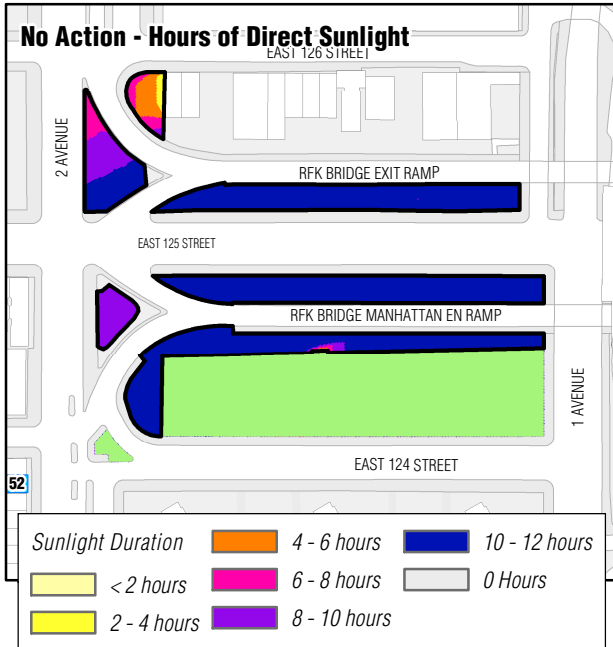 No Action - Hours of Direct Sunlight
EAST 126 STREET
2 AVENUE
RFK BRIDGE EXIT RAMP
EAST 125 STREET
RFK BRIDGE MANHATTAN EN RAMP
1 AVENUE
EAST 124 STREET
52
Sunlight Duration
< 2 hours
2 - 4 hours
4 - 6 hours
6 - 8 hours
8 - 10 hours
10 - 12 hours
0 Hours